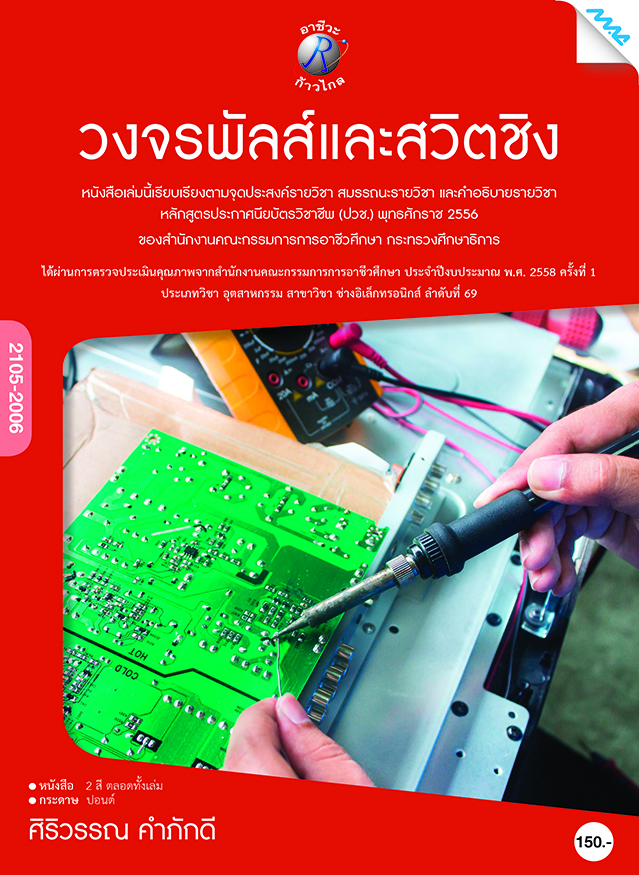 MAC
อาชีวะ
R
ก้าวไกล
วงจรพัลส์และสวิตชิง
หนังสือเล่มนี้เรียบเรียงตามจุดประสงค์รายวิชา สมรรถนะรายวิชา และคำอธิบายรายวิชา
หลักสูตรประกาศนียบัตรวิชาชีพ (ปวช.) พุทธศักราช 2556
ของสำนักงานคณะกรรมการการอาชีวศึกษา กระทรวงศึกษาธิการ
ได้ผ่านการตรวจประเมินคุณภาพจากสำนักงานคณะกรรมการการอาชีวศึกษา ประจำปีงบประมาณ พ.ศ. 2558 ครั้งที่ 1
ประเภทวิชา อุตสาหกรรม สาขาวิชา ช่างอิเล็กทรอนิกส์ ลำดับที่ 69
2105-2006
20A
mA
COM
HOT
COLD
● หนังสือ 2 สี ตลอดทั้งเล่ม
● กระดาษ ปอนด์
ศิริวรรณ คำภักดี
150.-